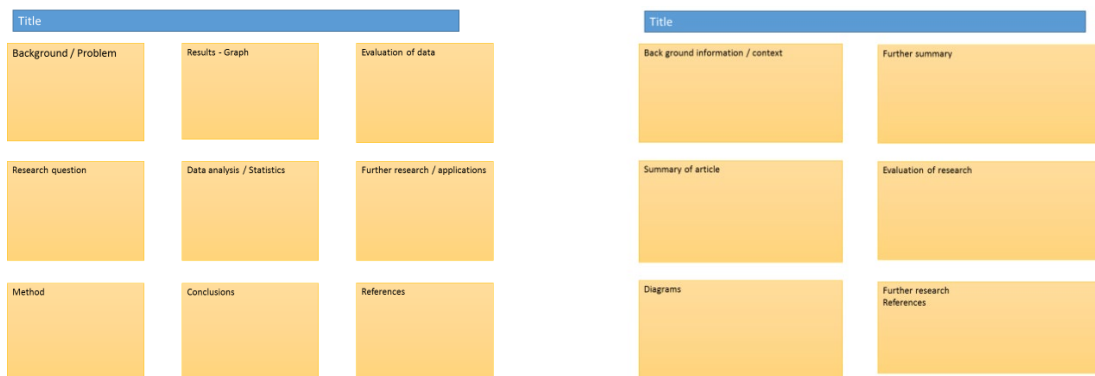 Title
Background / Problem
Results - Graph
Evaluation of data
Research question
Data analysis / Statistics
Further research / applications
Method
Conclusions
References
Title
Back ground information / context
Further summary
Summary of article
Evaluation of research
Diagrams
Further research
References